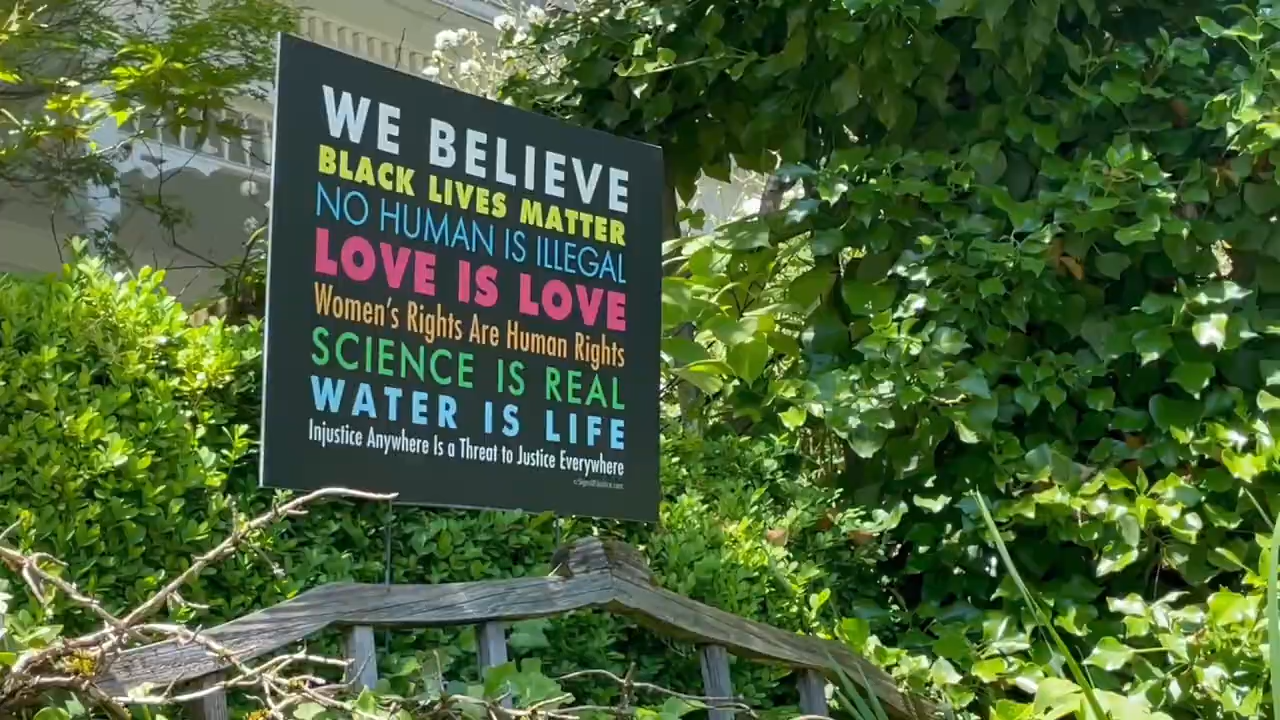 WE BELIEVE
BLACK LIVES MATTER
NO HUMAN IS ILLEGAL
LOVE IS LOVE
Women's Rights Are Human Rights
SCIENCE IS REAL
WATER IS LIFE
Injustice Anywhere Is a Threat to Justice Everywhere